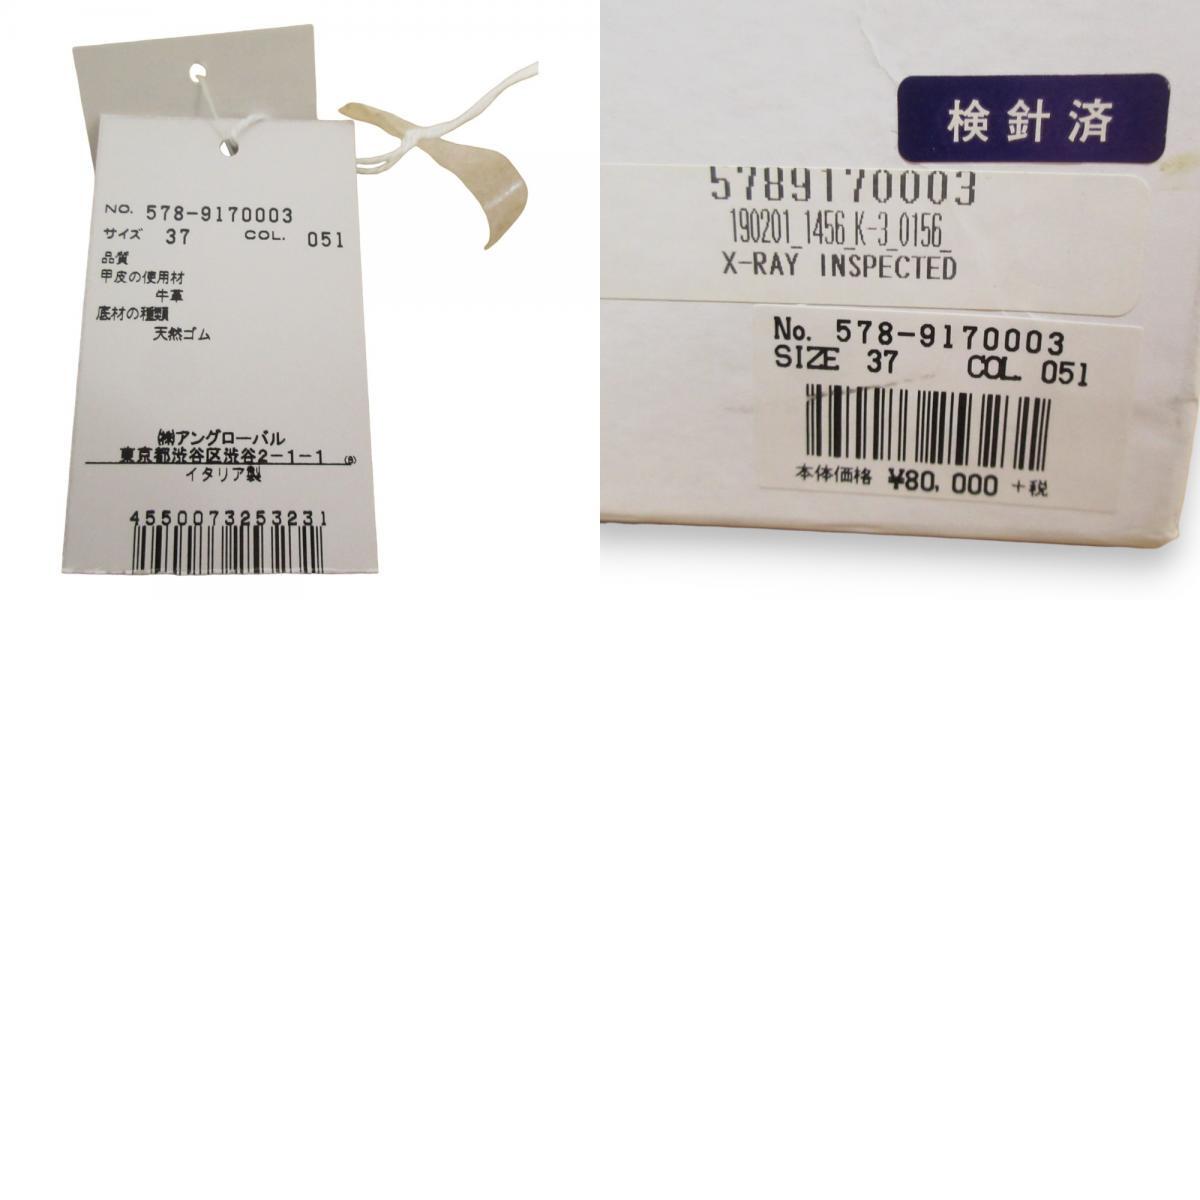 NO. 578-9170003
サイズ 37 COL. 051
品質
甲皮の使用材
牛革
底材の種類
天然ゴム
㈱アングローバル
東京都渋谷区渋谷2-1-1 (B)
イタリア製
4550073253231
検針済
5789170003
190201_1456_K-3_0156_
X-RAY INSPECTED
No. 578-9170003
SIZE 37 COL. 051
本体価格 ¥80,000 +税